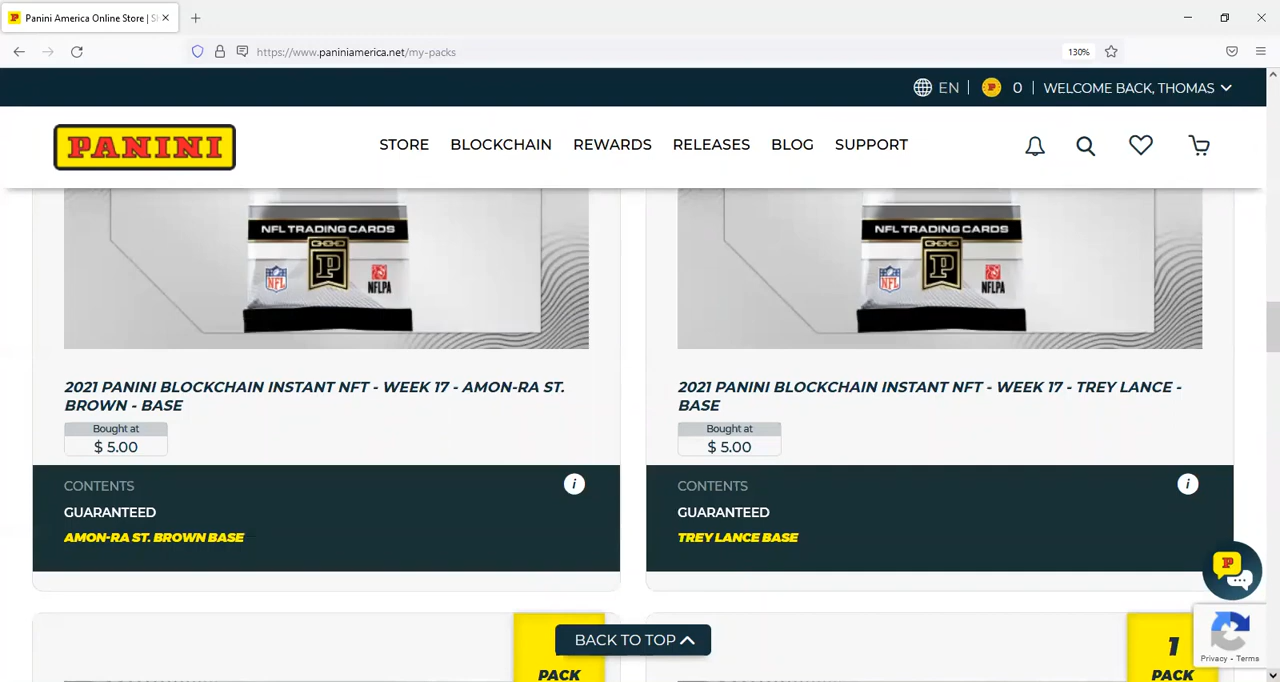 Panini America Online Store | S
https://www.paniniamerica.net/my-packs
130%
EN | P 0 | WELCOME BACK, THOMAS
PANINI
STORE BLOCKCHAIN REWARDS RELEASES BLOG SUPPORT
NFL TRADING CARDS
P
NFL
NFLPA
NFL TRADING CARDS
P
NFL
NFLPA
2021 PANINI BLOCKCHAIN INSTANT NFT - WEEK 17 - AMON-RA ST.
BROWN - BASE
Bought at
$ 5.00
CONTENTS
i
GUARANTEED
AMON-RA ST. BROWN BASE
2021 PANINI BLOCKCHAIN INSTANT NFT - WEEK 17 - TREY LANCE -
BASE
Bought at
$ 5.00
CONTENTS
i
GUARANTEED
TREY LANCE BASE
P
PACK
BACK TO TOP
1
PACK
Privacy - Terms